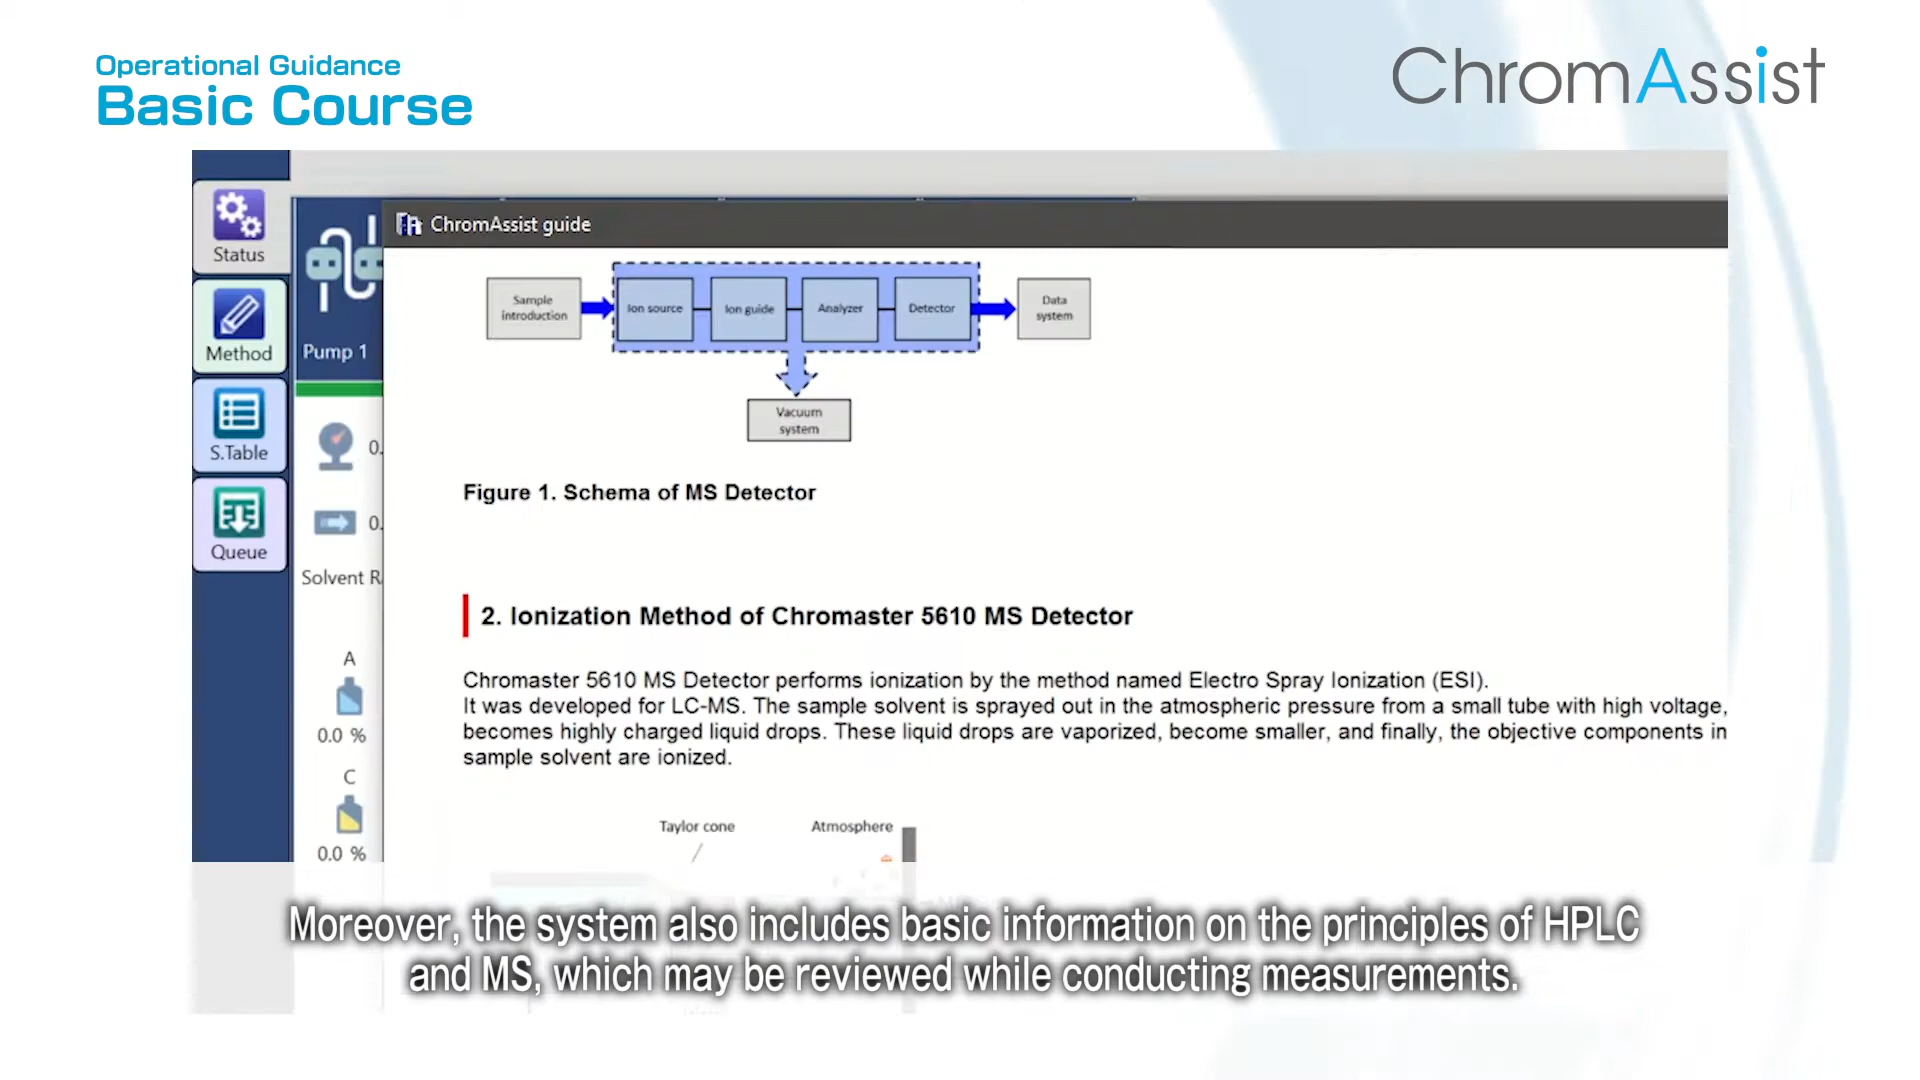 Operational Guidance
Basic Course
ChromAssist
Status
Method
S.Table
Queue
Pump 1
0.
0.
Solvent R
A
0.0 %
C
0.0 %
ChromAssist guide
Sample
introduction
Ion source
Ion guide
Analyzer
Detector
Data
system
Vacuum
system
Figure 1. Schema of MS Detector
2. Ionization Method of Chromaster 5610 MS Detector
Chromaster 5610 MS Detector performs ionization by the method named Electro Spray Ionization (ESI).
It was developed for LC-MS. The sample solvent is sprayed out in the atmospheric pressure from a small tube with high voltage,
becomes highly charged liquid drops. These liquid drops are vaporized, become smaller, and finally, the objective components in
sample solvent are ionized.
Taylor cone
Atmosphere
Moreover, the system also includes basic information on the principles of HPLC
and MS, which may be reviewed while conducting measurements.